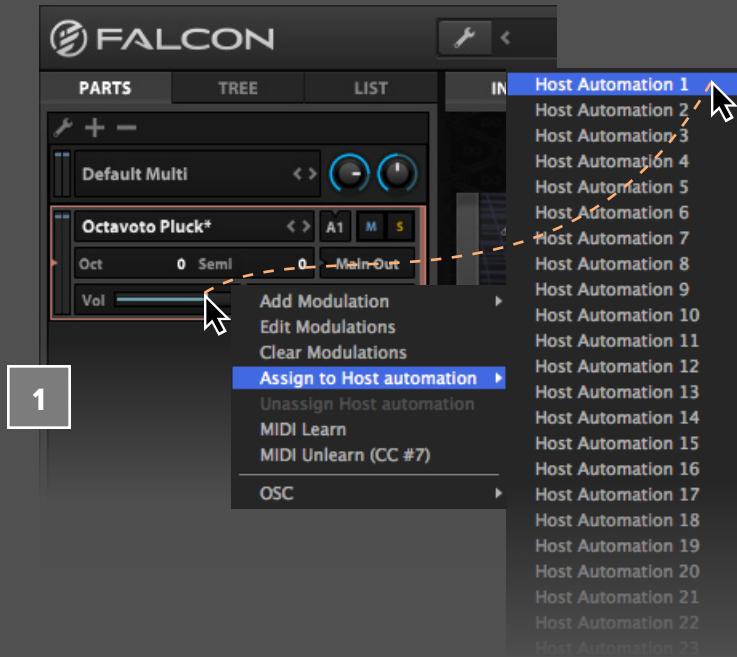 FALCON
PARTS TREE LIST IN
Default Multi
Octavoto Pluck* A1 M S
Oct 0 Semi 0 Main Out
Vol
1
Add Modulation
Edit Modulations
Clear Modulations
Assign to Host automation
Unassign Host automation
MIDI Learn
MIDI Unlearn (CC #7)
OSC
Host Automation 1
Host Automation 2
Host Automation 3
Host Automation 4
Host Automation 5
Host Automation 6
Host Automation 7
Host Automation 8
Host Automation 9
Host Automation 10
Host Automation 11
Host Automation 12
Host Automation 13
Host Automation 14
Host Automation 15
Host Automation 16
Host Automation 17
Host Automation 18
Host Automation 19
Host Automation 20
Host Automation 21
Host Automation 22
Host Automation 23